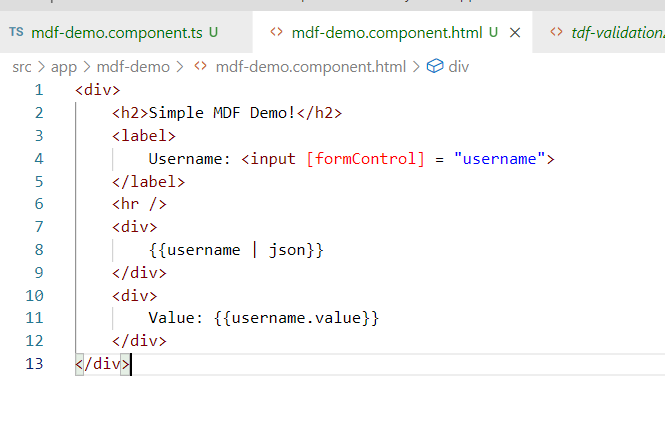 TS mdf-demo.component.ts U <> mdf-demo.component.html U × <> tdf-validation
src > app > mdf-demo > <> mdf-demo.component.html > div
1 <div>
2 <h2>Simple MDF Demo!</h2>
3 <label>
4 Username: <input [formControl] = "username">
5 </label>
6 <hr />
7 <div>
8 {{username | json}}
9 </div>
10 <div>
11 Value: {{username.value}}
12 </div>
13 </div>